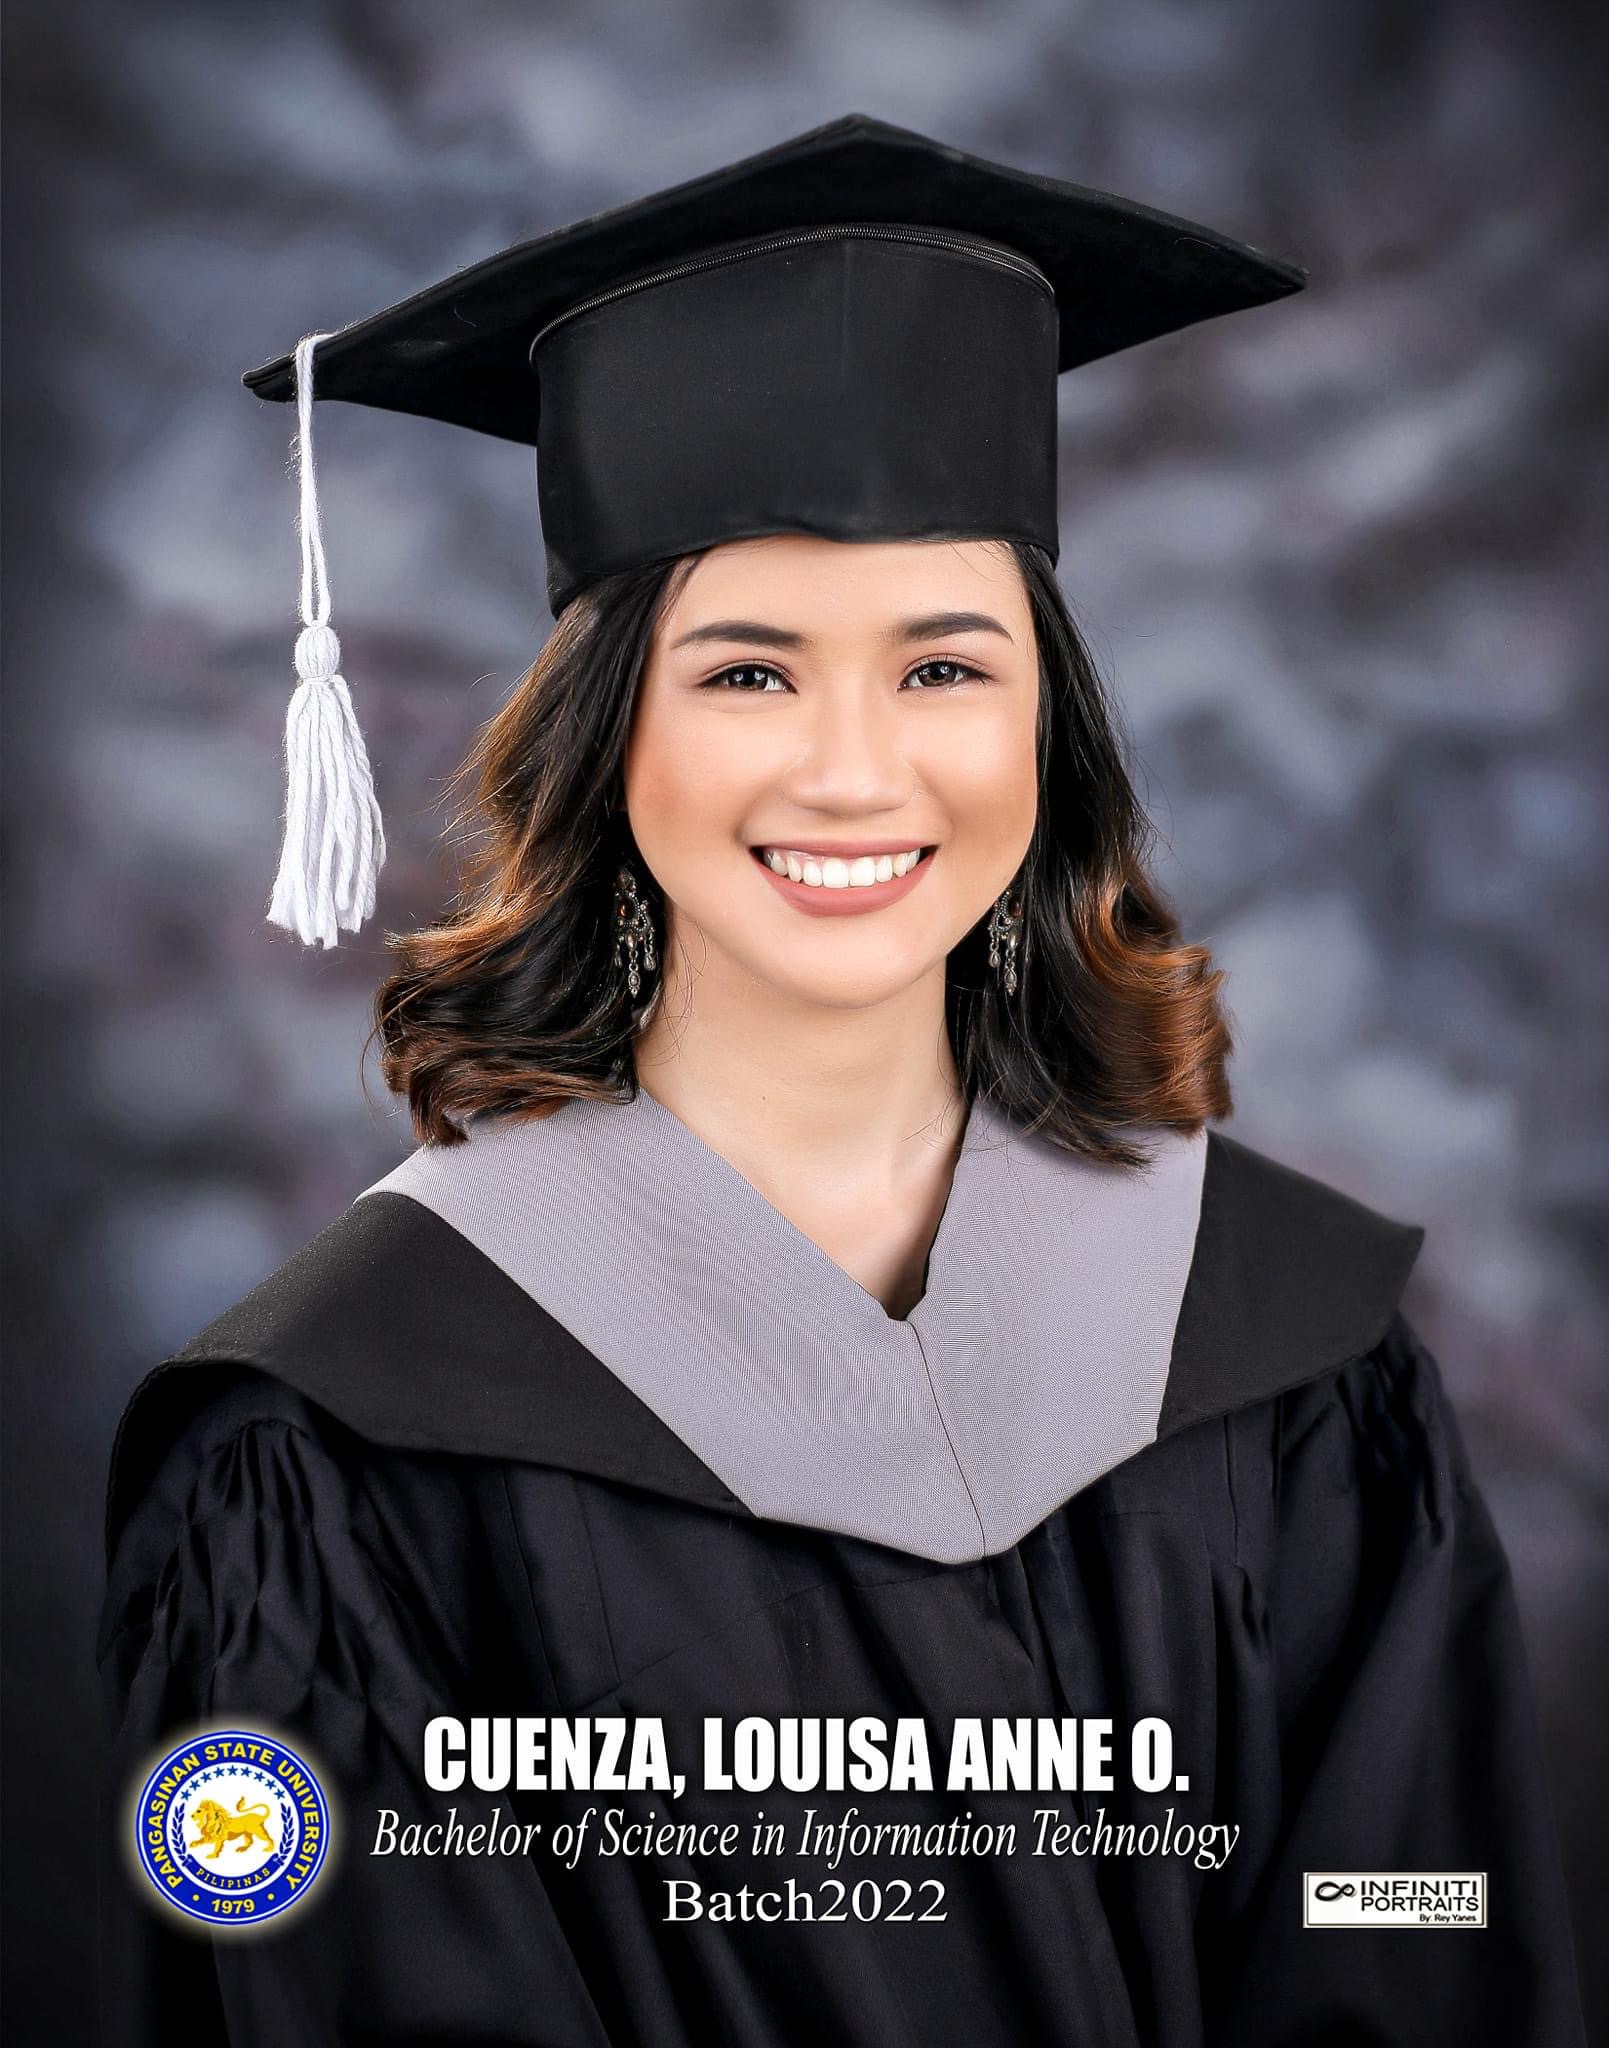 CUENZA, LOUISA ANNE O.
Bachelor of Science in Information Technology
Batch2022
PANGASINAN STATE UNIVERSITY
PILIPINAS
• 1979 •
INFINITI
PORTRAITS
By: Rey Yanes